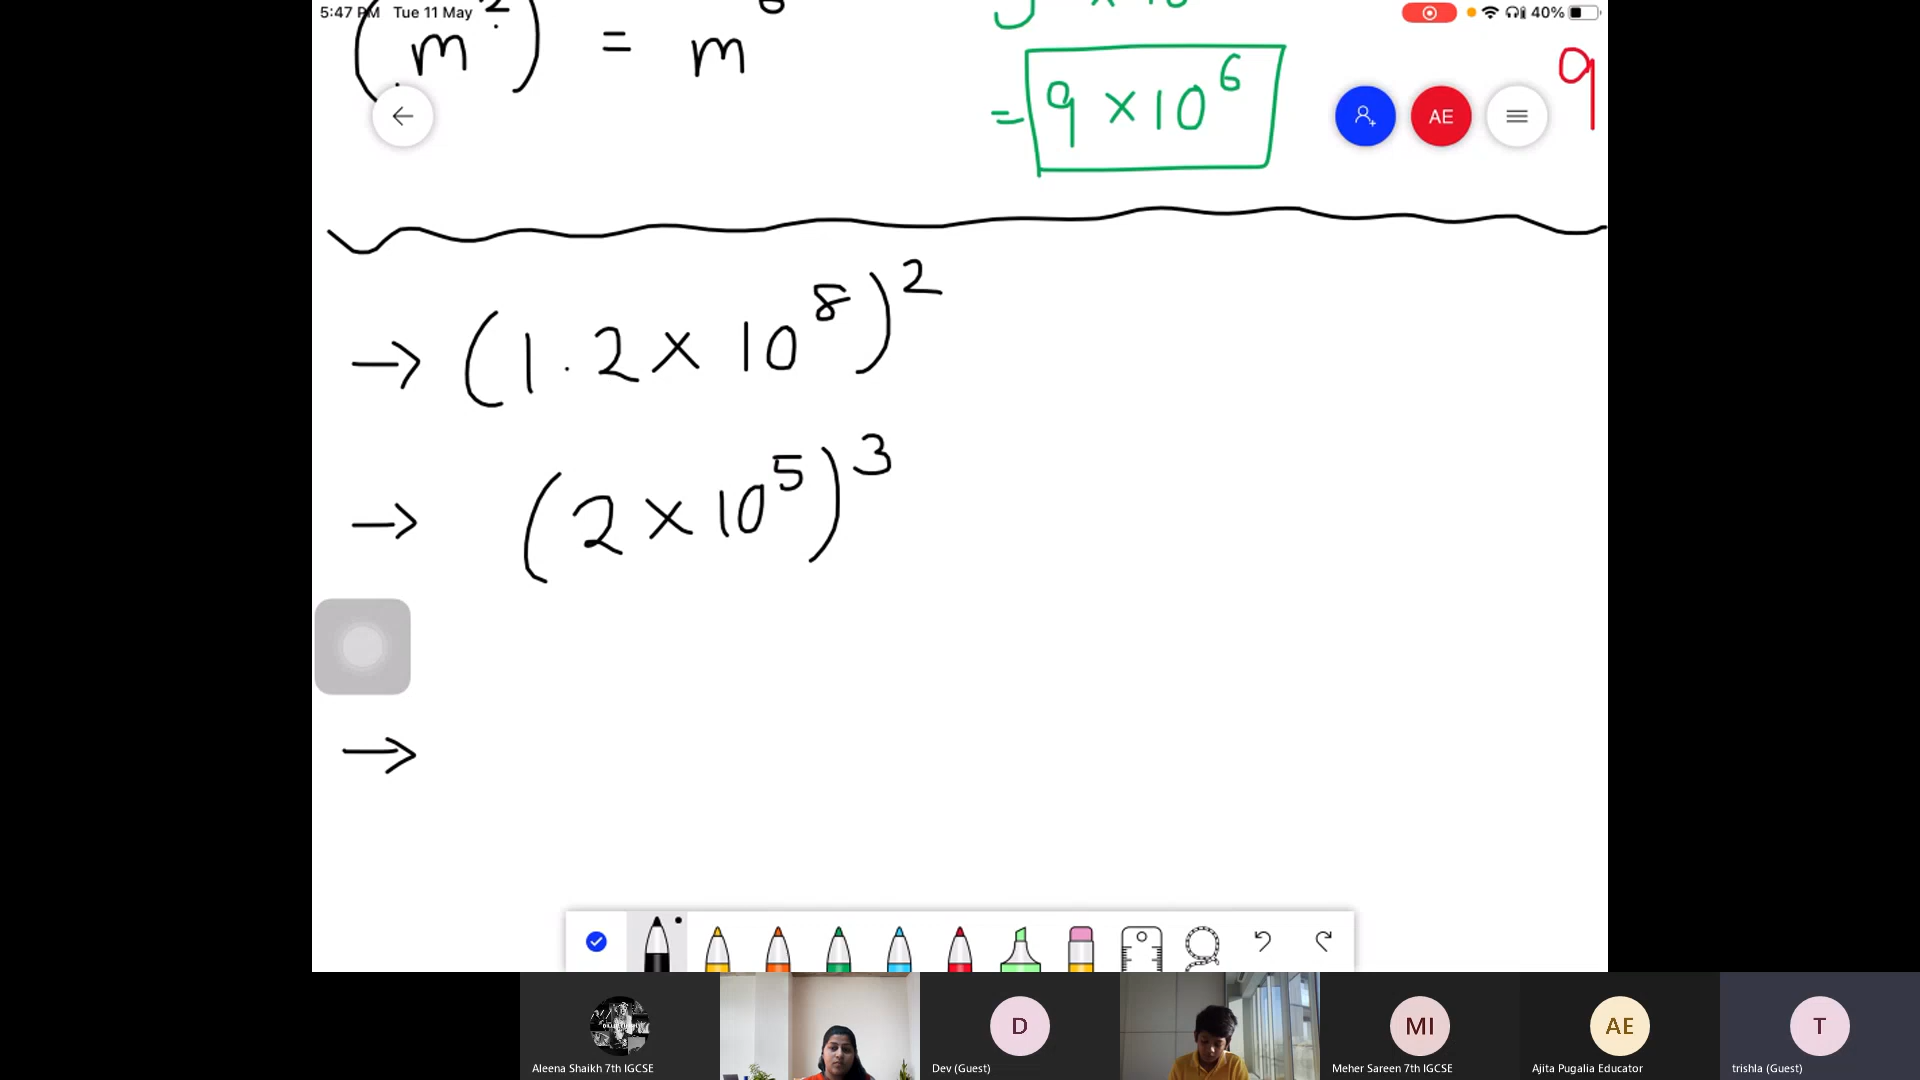 5:47 PM Tue 11 May
40%
= m
= 9 × 10⁶
9
AE
→ (1.2 × 10⁸)²
→ (2 × 10⁵)³
→
D
MI
AE
T
Aleena Shaikh 7th IGCSE
Dev (Guest)
Meher Sareen 7th IGCSE
Ajita Pugalia Educator
trishla (Guest)